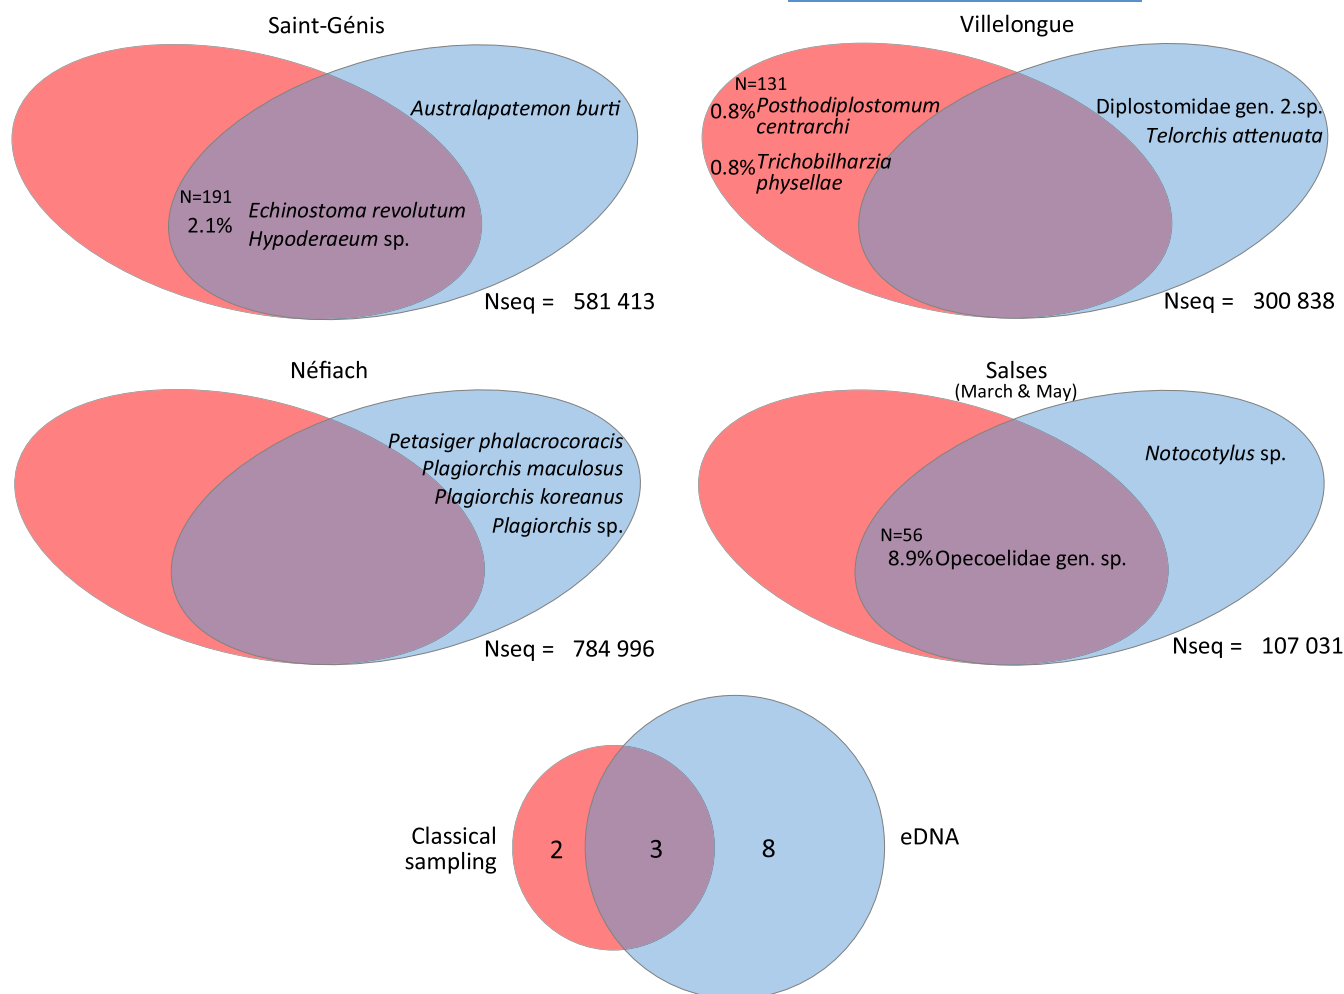 Saint-Génis
Australapatemon burti
N=191
2.1%
Echinostoma revolutum
Hypoderaeum sp.
Nseq = 581 413
Villelongue
N=131
0.8% Posthodiplostomum
centrarchi
0.8% Trichobilharzia
physellae
Diplostomidae gen. 2.sp.
Telorchis attenuata
Nseq = 300 838
Néfiach
Petasiger phalacrocoracis
Plagiorchis maculosus
Plagiorchis koreanus
Plagiorchis sp.
Nseq = 784 996
Salses
(March & May)
Notocotylus sp.
N=56
8.9% Opecoelidae gen. sp.
Nseq = 107 031
Classical
sampling
2
3
8
eDNA